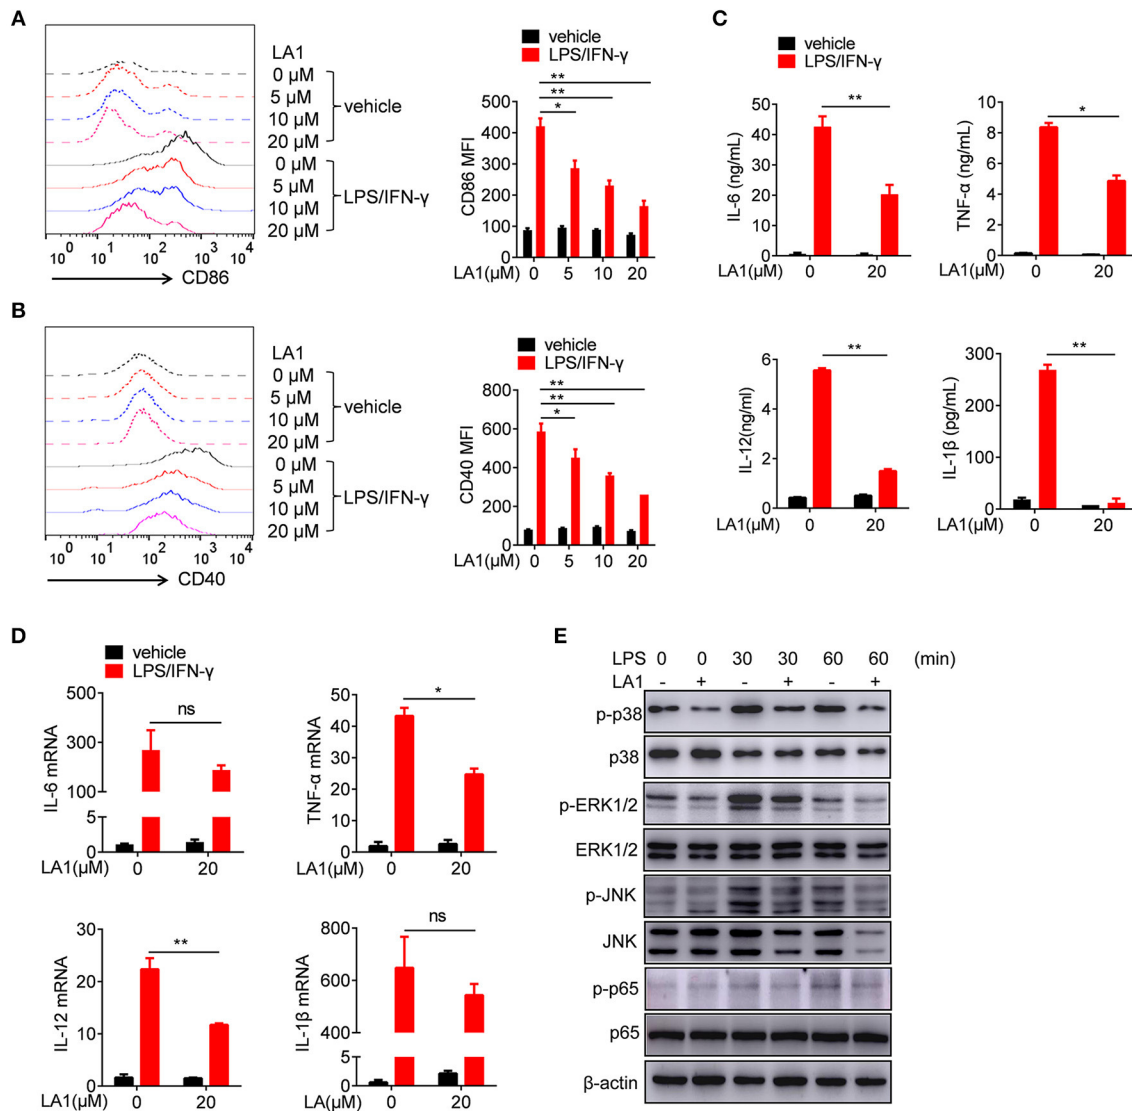 A
LA1
0 μM
5 μM
10 μM
20 μM
vehicle
0 μM
5 μM
10 μM
20 μM
LPS/IFN-γ
0 10¹ 10² 10³ 10⁴
CD86
vehicle
LPS/IFN-γ
**
**
*
CD86 MFI
500
400
300
200
100
0
LA1(μM) 0 5 10 20
B
LA1
0 μM
5 μM
10 μM
20 μM
vehicle
0 μM
5 μM
10 μM
20 μM
LPS/IFN-γ
0 10¹ 10² 10³ 10⁴
CD40
vehicle
LPS/IFN-γ
**
**
*
CD40 MFI
800
600
400
200
0
LA1(μM) 0 5 10 20
C
vehicle
LPS/IFN-γ
IL-6 (ng/mL)
50
40
30
20
10
0
**
LA1(μM) 0 20
TNF-α (ng/mL)
10
8
6
4
2
0
*
LA1(μM) 0 20
IL-12(ng/ml)
6
4
2
0
**
LA1(μM) 0 20
IL-1β (pg/mL)
300
200
100
0
**
LA1(μM) 0 20
D
vehicle
LPS/IFN-γ
IL-6 mRNA
500
300
100
5
0
ns
LA1(μM) 0 20
TNF-α mRNA
50
40
30
20
10
0
*
LA1(μM) 0 20
IL-12 mRNA
30
20
10
0
**
LA1(μM) 0 20
IL-1β mRNA
800
600
400
5
0
ns
LA(μM) 0 20
E
LPS 0 0 30 30 60 60 (min)
LA1 - + - + - +
p-p38
p38
p-ERK1/2
ERK1/2
p-JNK
JNK
p-p65
p65
β-actin